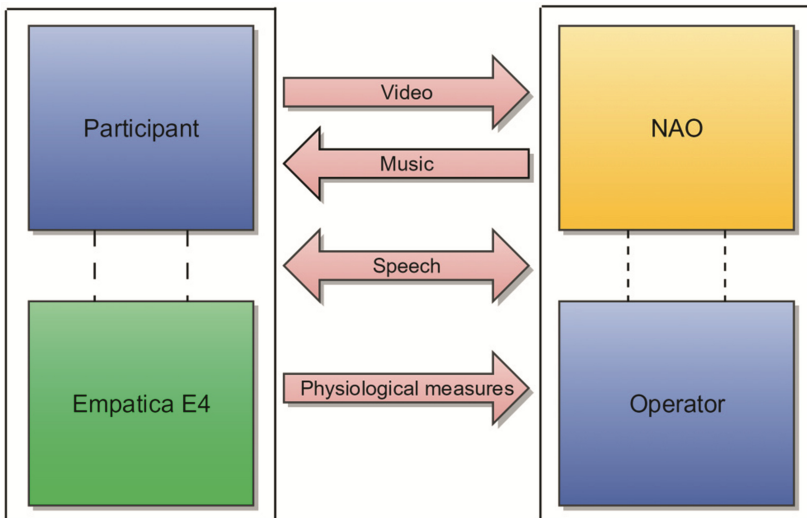 Participant
Video
NAO
Music
Speech
Empatica E4
Physiological measures
Operator